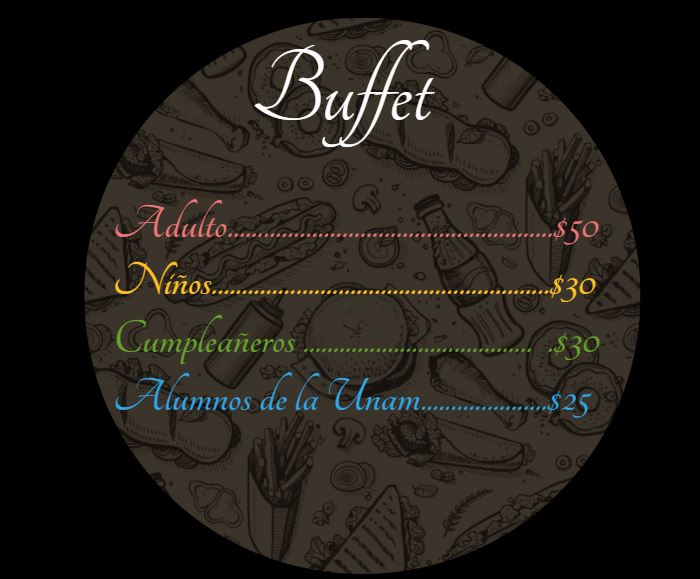 Buffet
Adulto......................................................$50
Niños........................................................$30
Cumpleañeros ...................................... .$30
Alumnos de la Unam.....................$25